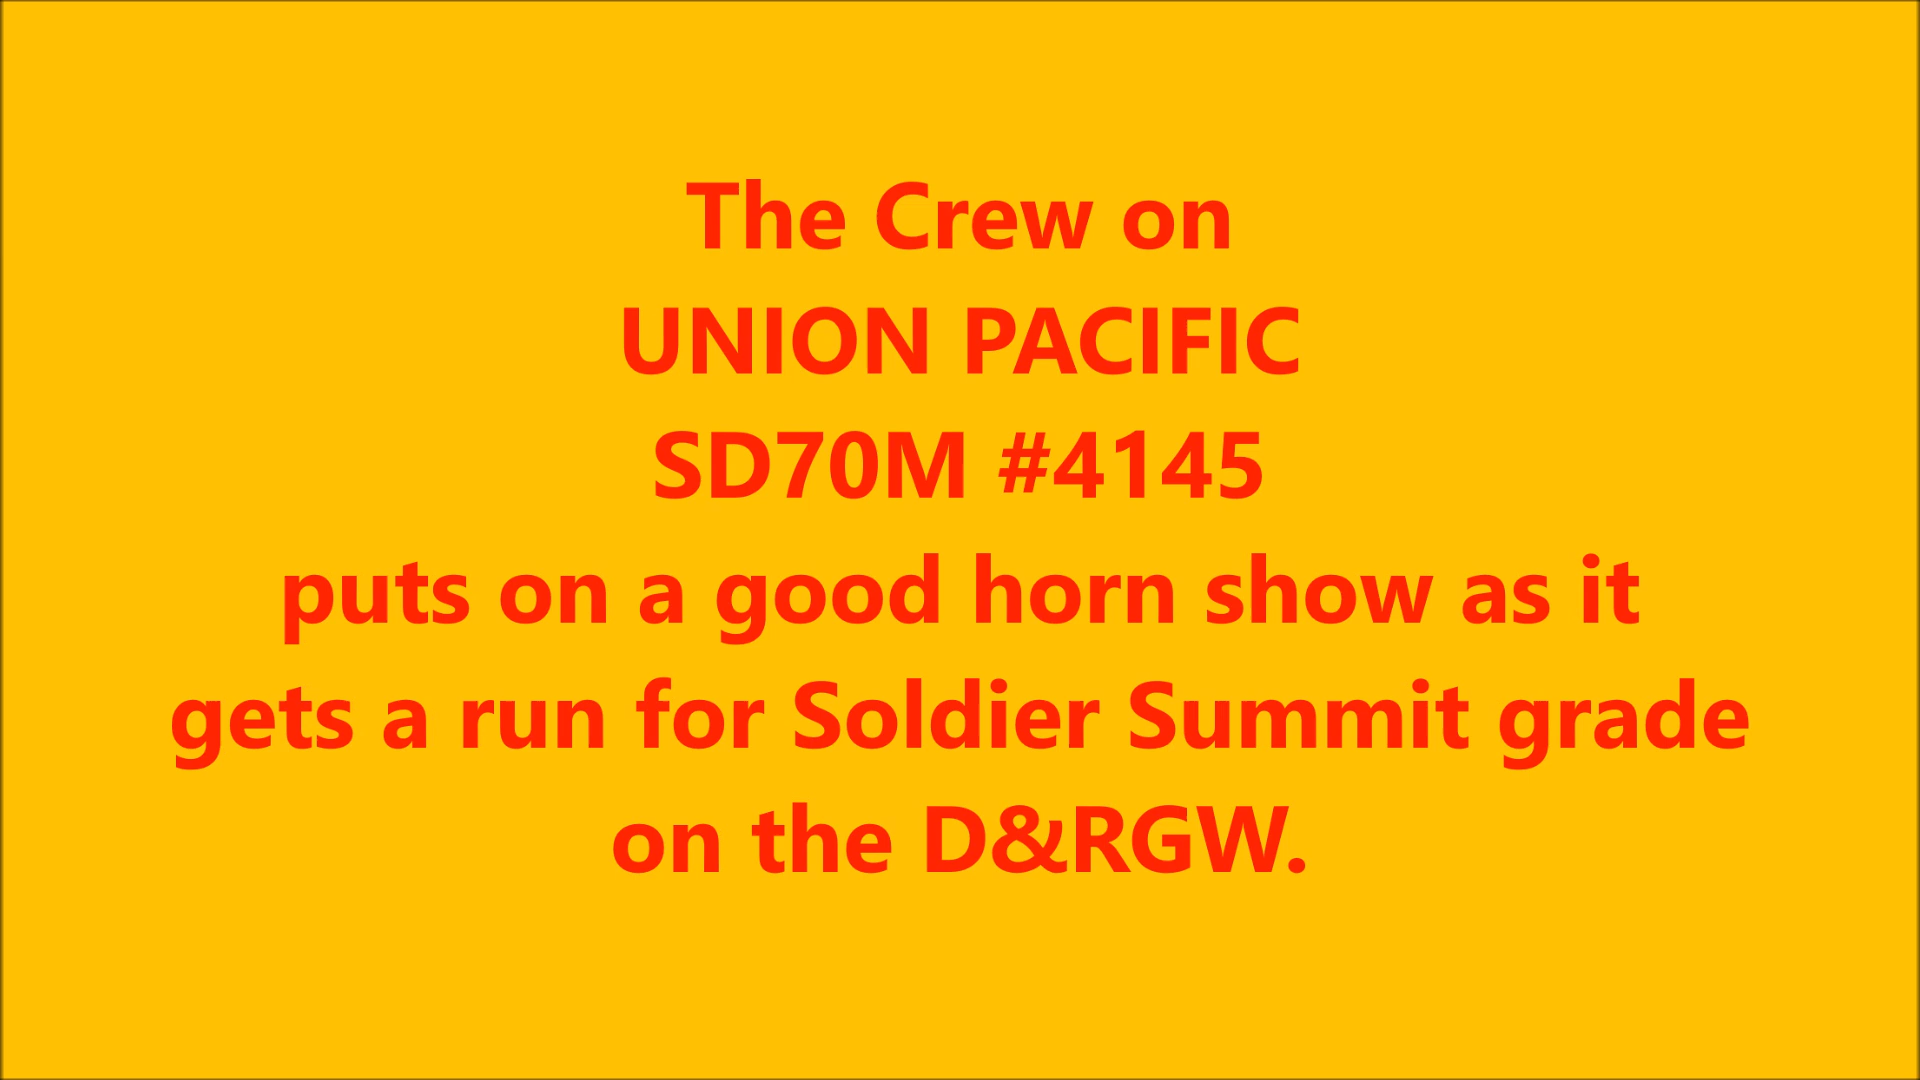 The Crew on
UNION PACIFIC
SD70M #4145
puts on a good horn show as it
gets a run for Soldier Summit grade
on the D&RGW.